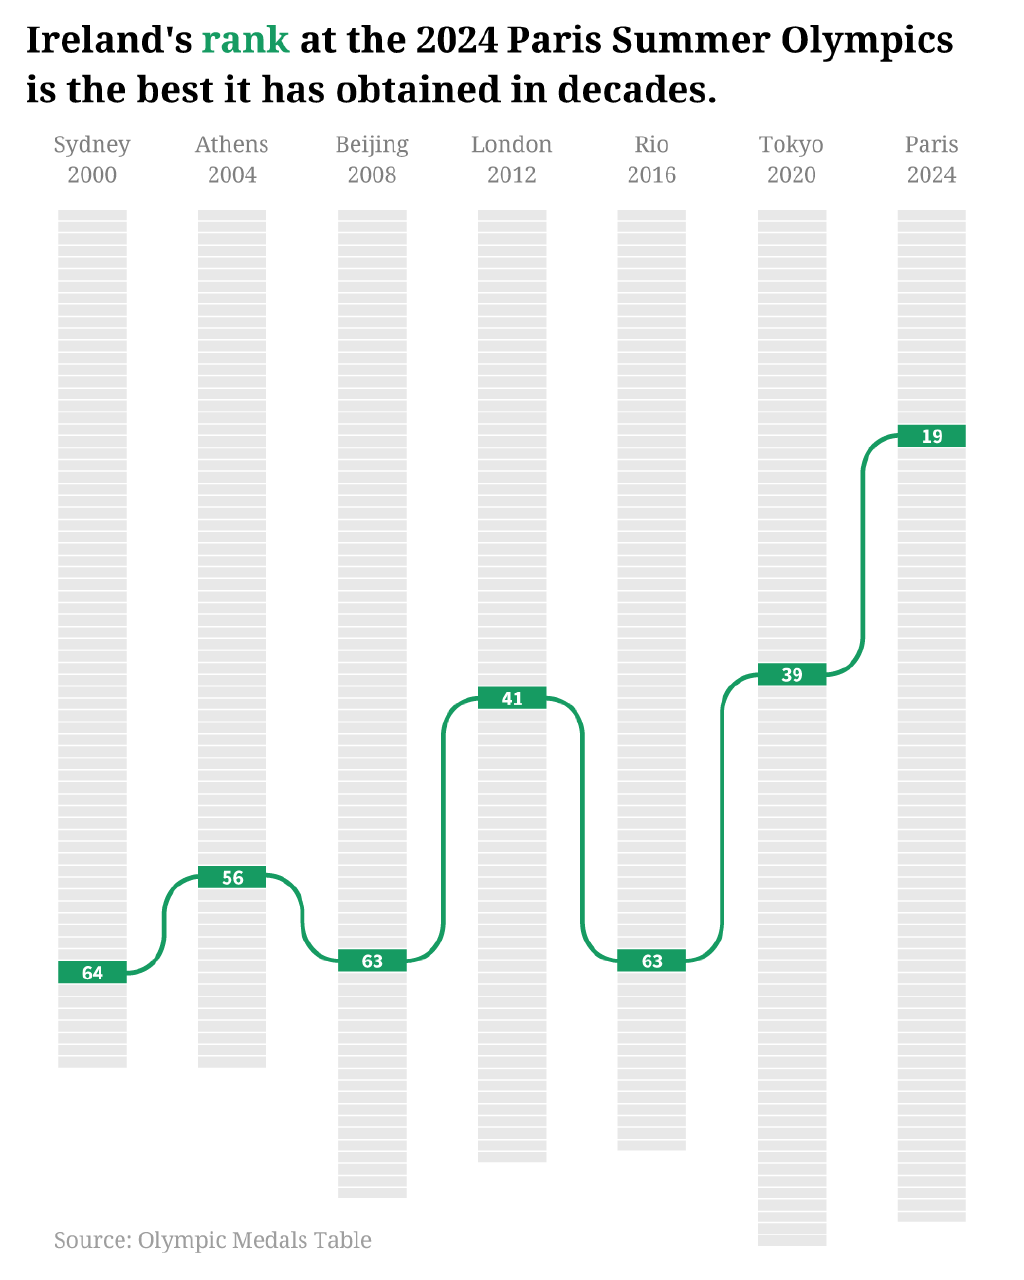 Ireland's rank at the 2024 Paris Summer Olympics
is the best it has obtained in decades.
Sydney Athens Beijing London Rio Tokyo Paris
2000 2004 2008 2012 2016 2020 2024
19
39
41
56
63 63
64
Source: Olympic Medals Table